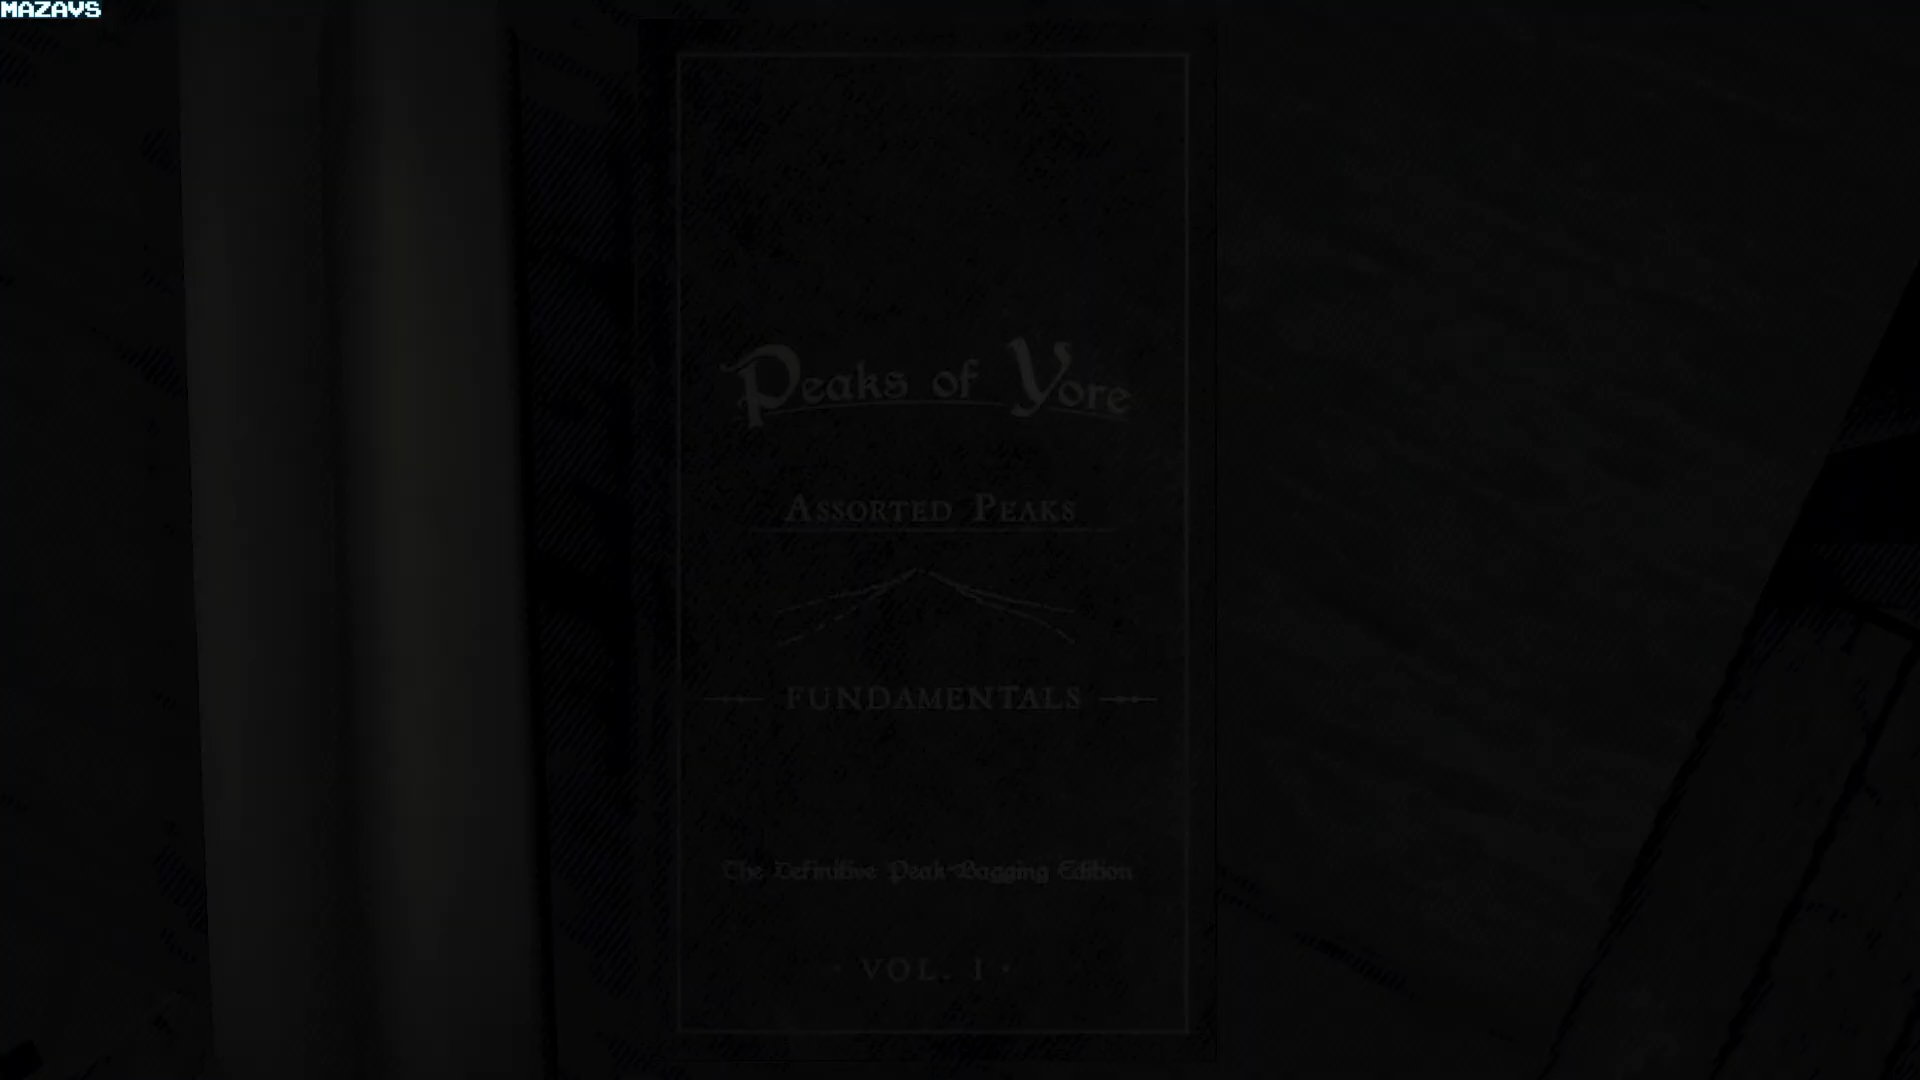 MAZAVS
Peaks of Yore
ASSORTED PEAKS
FUNDAMENTALS
The Definitive Peak-Bagging Edition
· VOL. I ·